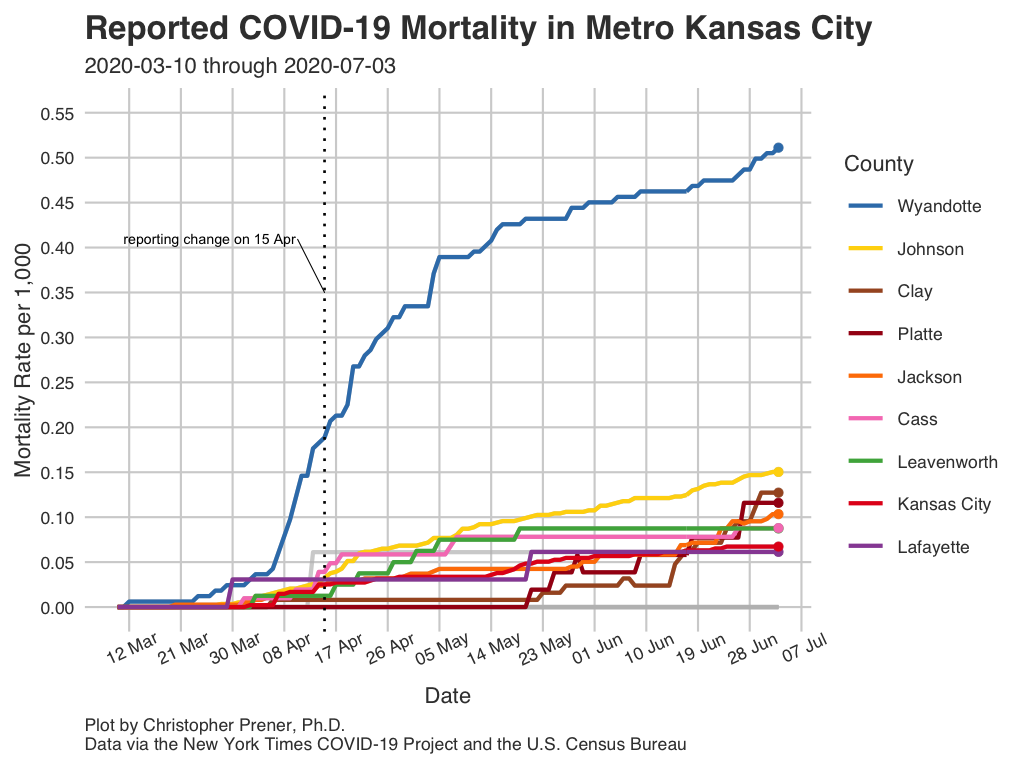 Reported COVID-19 Mortality in Metro Kansas City
2020-03-10 through 2020-07-03
Mortality Rate per 1,000
0.55
0.50
0.45
0.40
0.35
0.30
0.25
0.20
0.15
0.10
0.05
0.00
reporting change on 15 Apr
12 Mar
21 Mar
30 Mar
08 Apr
17 Apr
26 Apr
05 May
14 May
23 May
01 Jun
10 Jun
19 Jun
28 Jun
07 Jul
Date
County
Wyandotte
Johnson
Clay
Platte
Jackson
Cass
Leavenworth
Kansas City
Lafayette
Plot by Christopher Prener, Ph.D.
Data via the New York Times COVID-19 Project and the U.S. Census Bureau